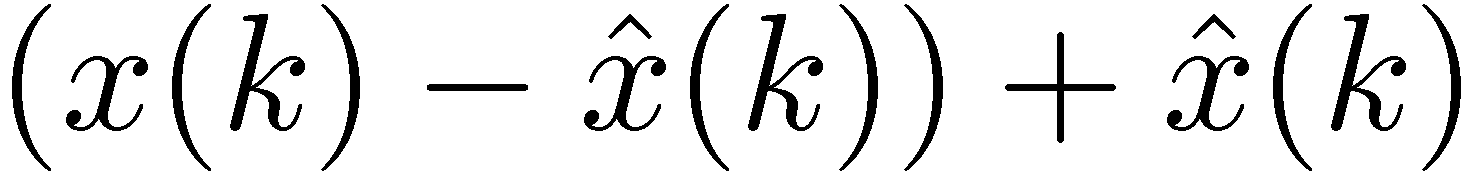 (x(k) − x̂(k)) + x̂(k)